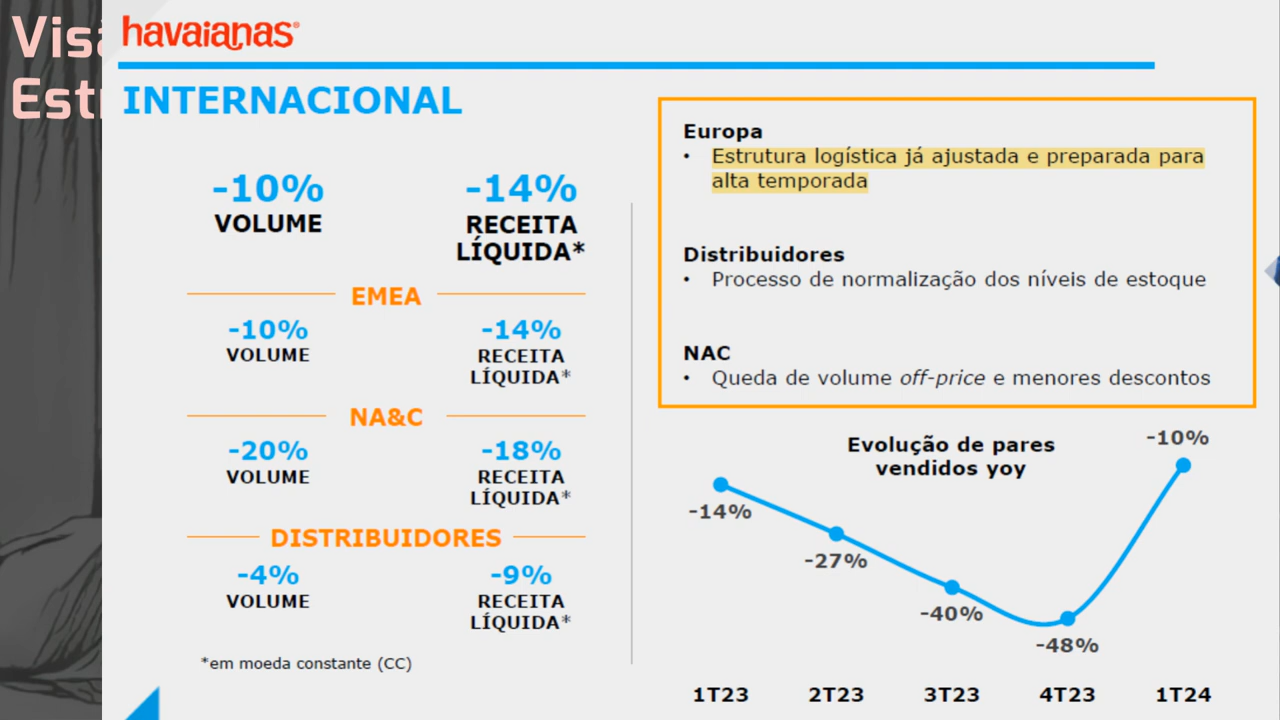 Visã
Est
havaianas®
INTERNACIONAL
-10%
VOLUME
-14%
RECEITA
LÍQUIDA*
EMEA
-10%
VOLUME
-14%
RECEITA
LÍQUIDA*
NA&C
-20%
VOLUME
-18%
RECEITA
LÍQUIDA*
DISTRIBUIDORES
-4%
VOLUME
-9%
RECEITA
LÍQUIDA*
*em moeda constante (CC)
Europa
• Estrutura logística já ajustada e preparada para
alta temporada
Distribuidores
• Processo de normalização dos níveis de estoque
NAC
• Queda de volume off-price e menores descontos
Evolução de pares
vendidos yoy
-14%
-27%
-40%
-48%
-10%
1T23 2T23 3T23 4T23 1T24